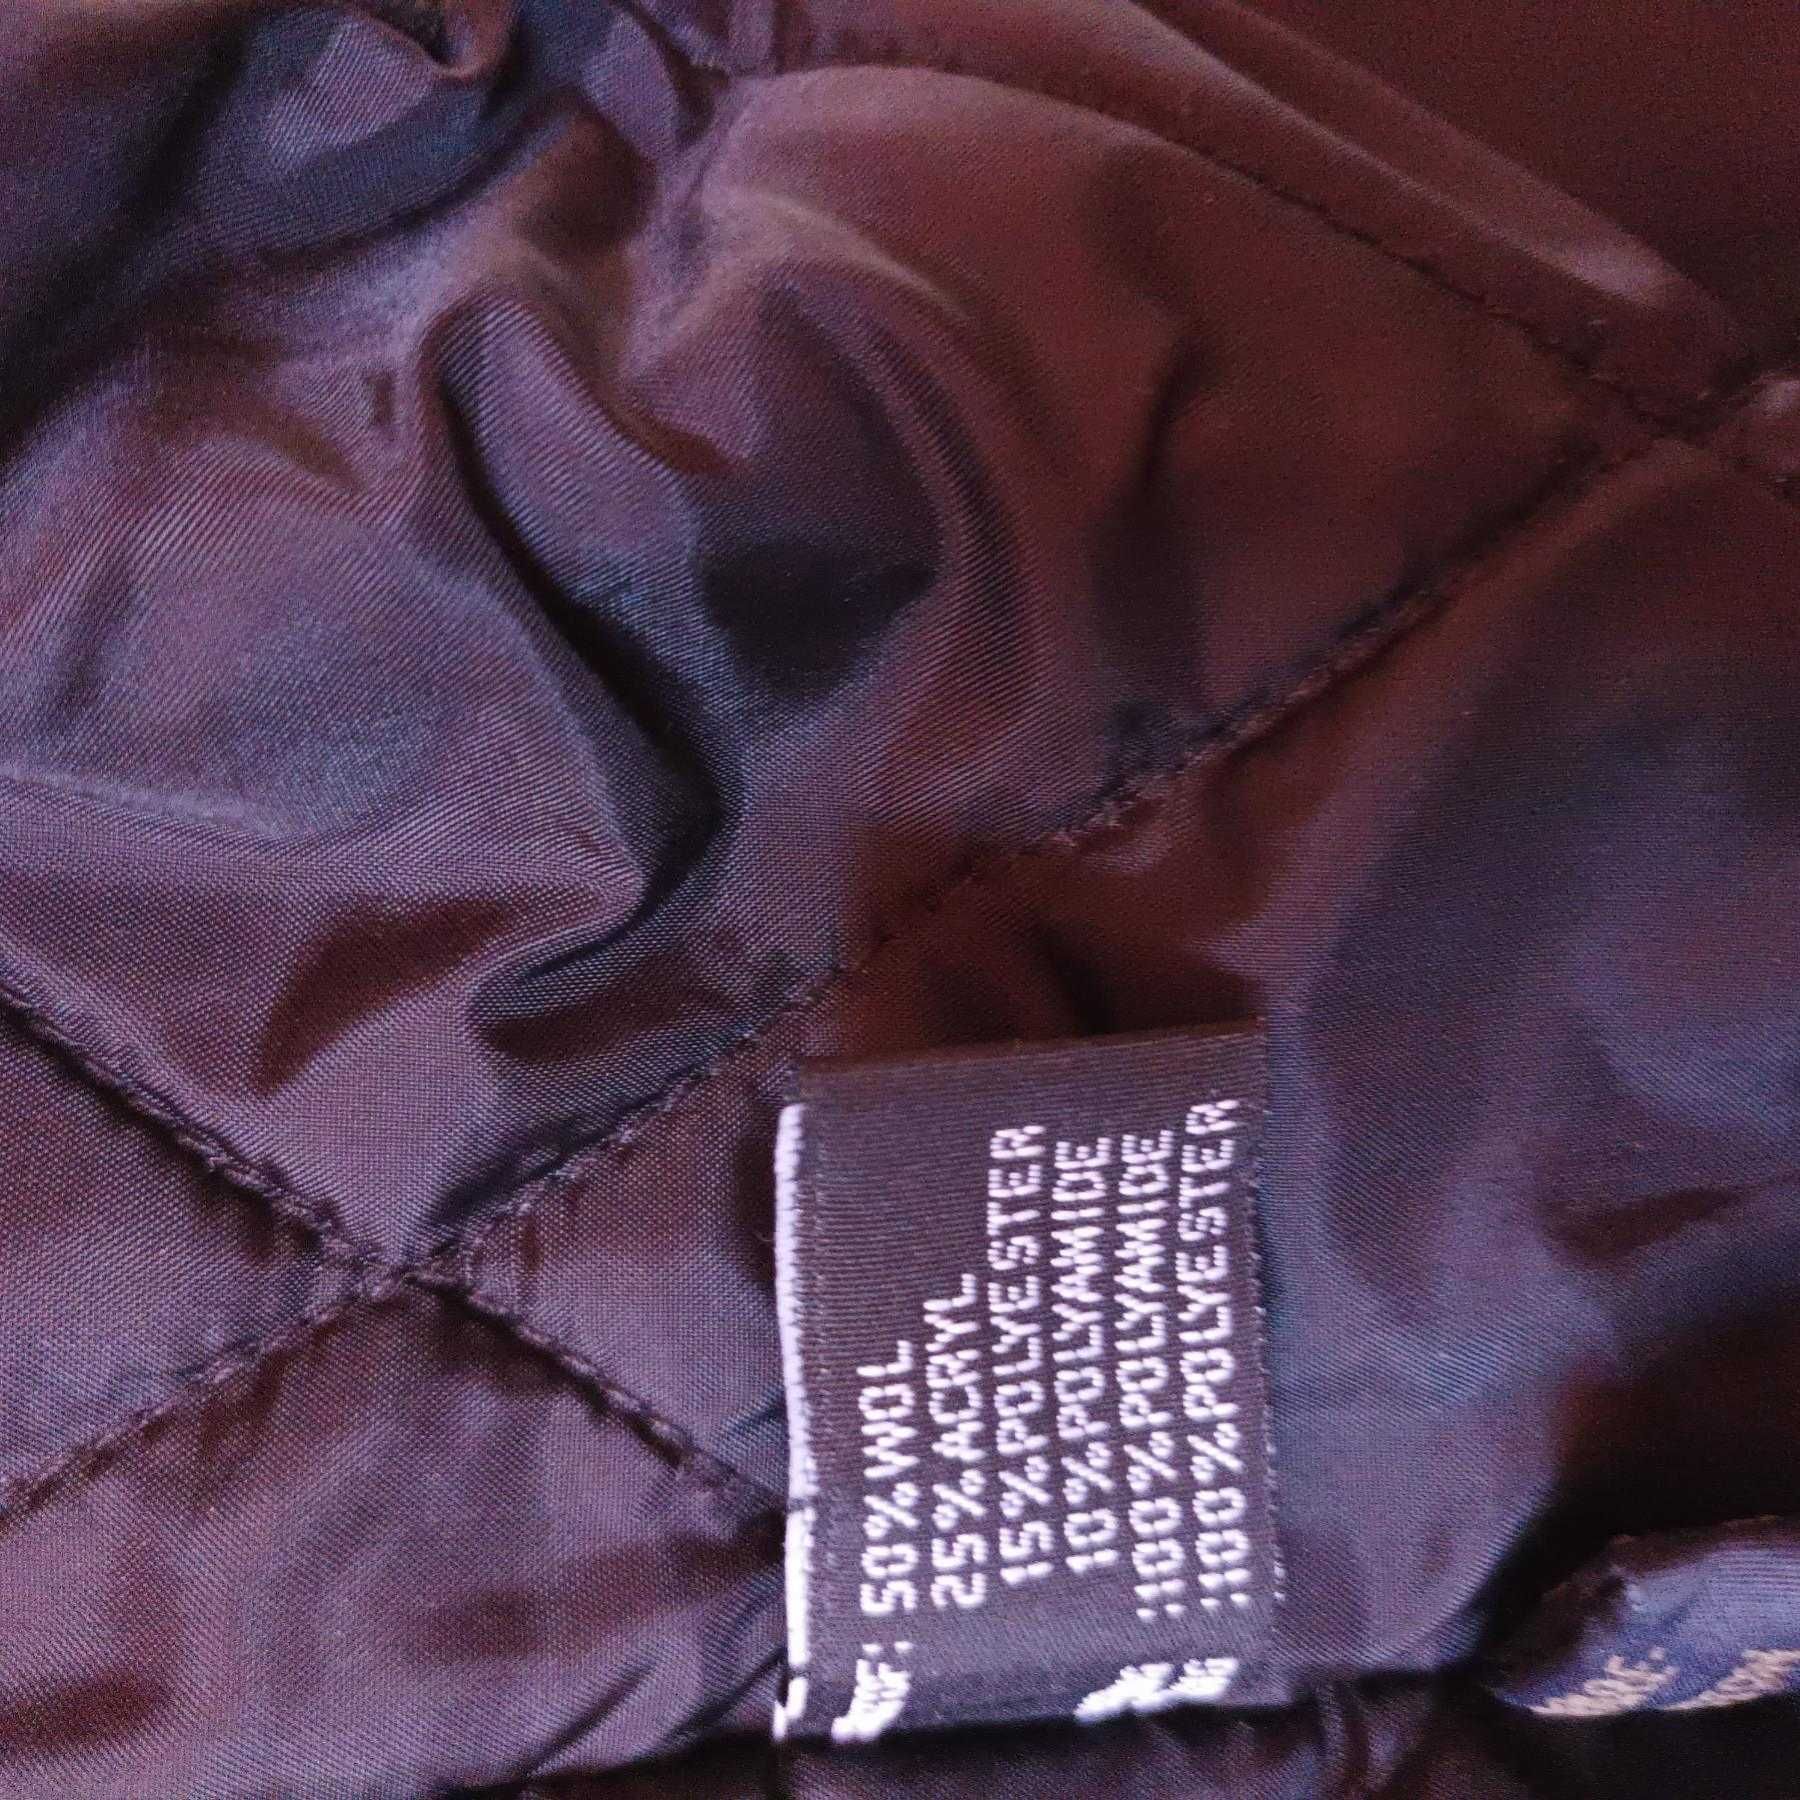 50% WOL
25% ACRYL
15% POLYESTER
10% POLYAMIDE
:100% POLYAMIDE
:100% POLYESTER